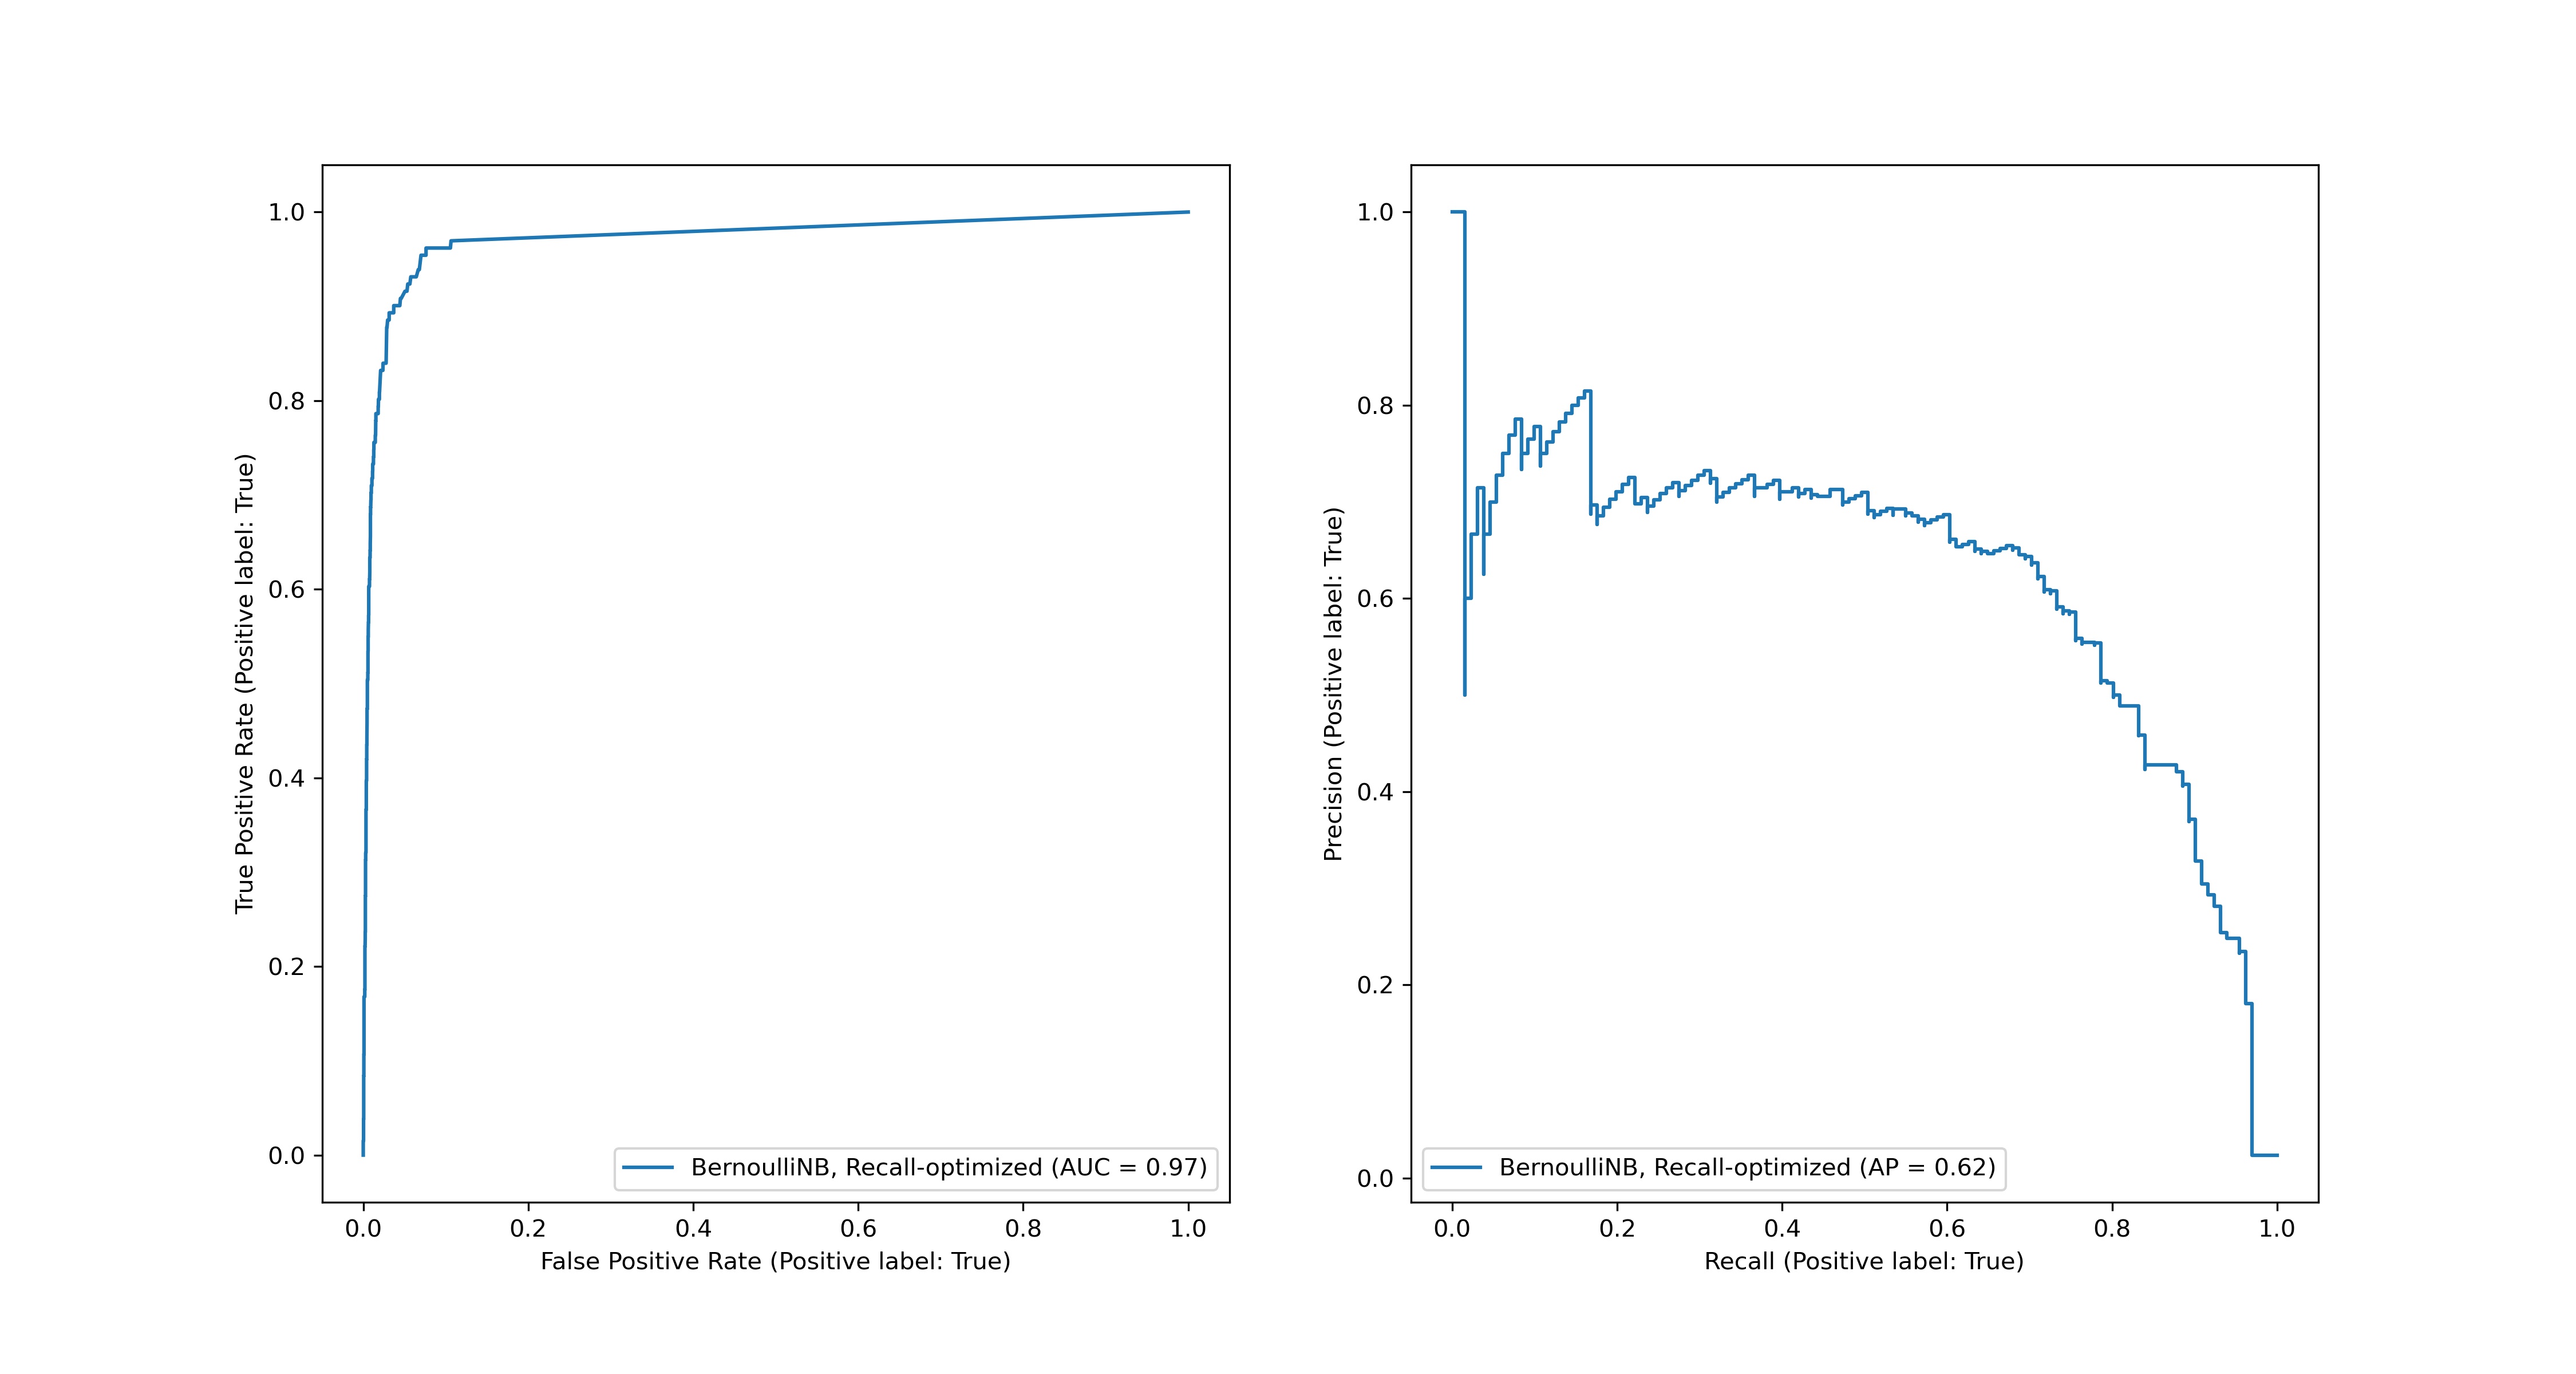 1.0
0.8
0.6
0.4
0.2
0.0
True Positive Rate (Positive label: True)
BernoulliNB, Recall-optimized (AUC = 0.97)
0.0 0.2 0.4 0.6 0.8 1.0
False Positive Rate (Positive label: True)
1.0
0.8
0.6
0.4
0.2
0.0
Precision (Positive label: True)
BernoulliNB, Recall-optimized (AP = 0.62)
0.0 0.2 0.4 0.6 0.8 1.0
Recall (Positive label: True)